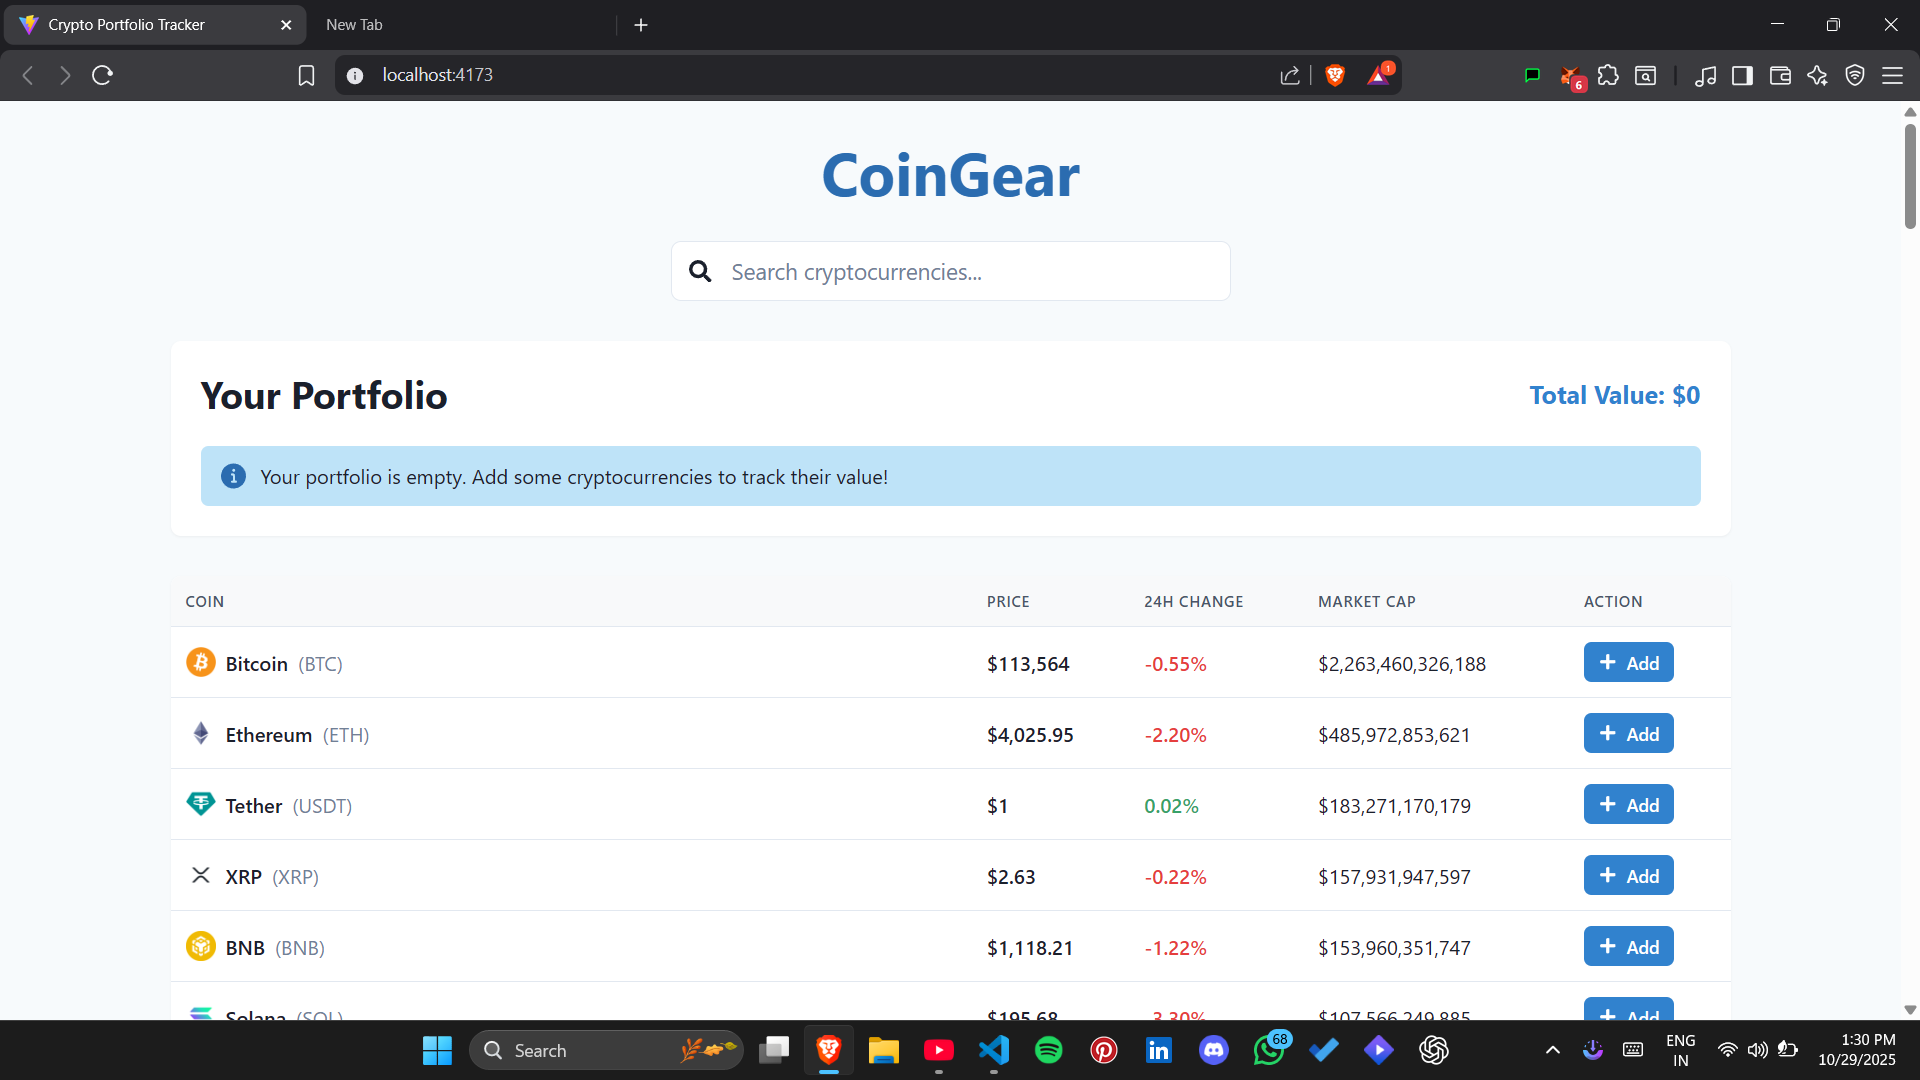 Crypto Portfolio Tracker
New Tab
localhost:4173
1
6
CoinGear
Search cryptocurrencies...
Your Portfolio
Total Value: $0
Your portfolio is empty. Add some cryptocurrencies to track their value!
COIN PRICE 24H CHANGE MARKET CAP ACTION
Bitcoin (BTC) $113,564 -0.55% $2,263,460,326,188 + Add
Ethereum (ETH) $4,025.95 -2.20% $485,972,853,621 + Add
Tether (USDT) $1 0.02% $183,271,170,179 + Add
XRP (XRP) $2.63 -0.22% $157,931,947,597 + Add
BNB (BNB) $1,118.21 -1.22% $153,960,351,747 + Add
Solana (SOL) $195.68 -3.30% $107,566,249,885 + Add
Search
68
ENG
IN
1:30 PM
10/29/2025